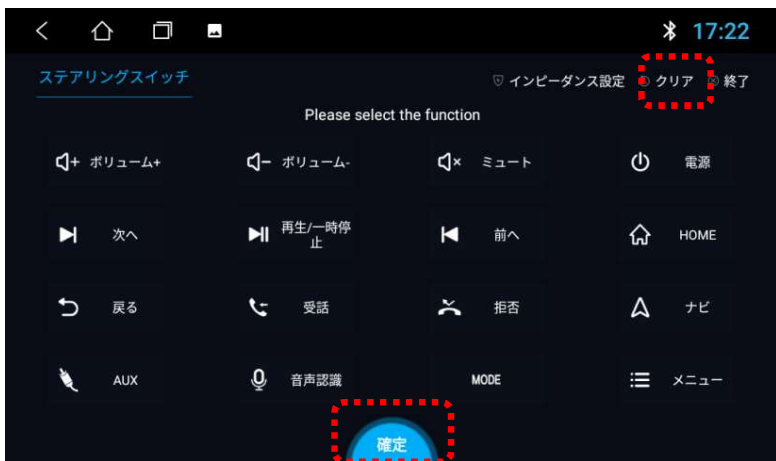 17:22
ステアリングスイッチ
インピーダンス設定 クリア 終了
Please select the function
ボリューム+ ボリューム- ミュート 電源
次へ 再生/一時停
止 前へ HOME
戻る 受話 拒否 ナビ
AUX 音声認識 MODE メニュー
確定